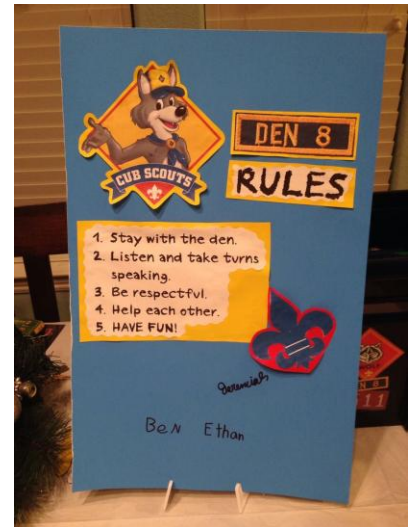 CUB SCOUTS
DEN 8
RULES
1. Stay with the den.
2. Listen and take turns
speaking.
3. Be respectful.
4. Help each other.
5. HAVE FUN!
Ben Ethan